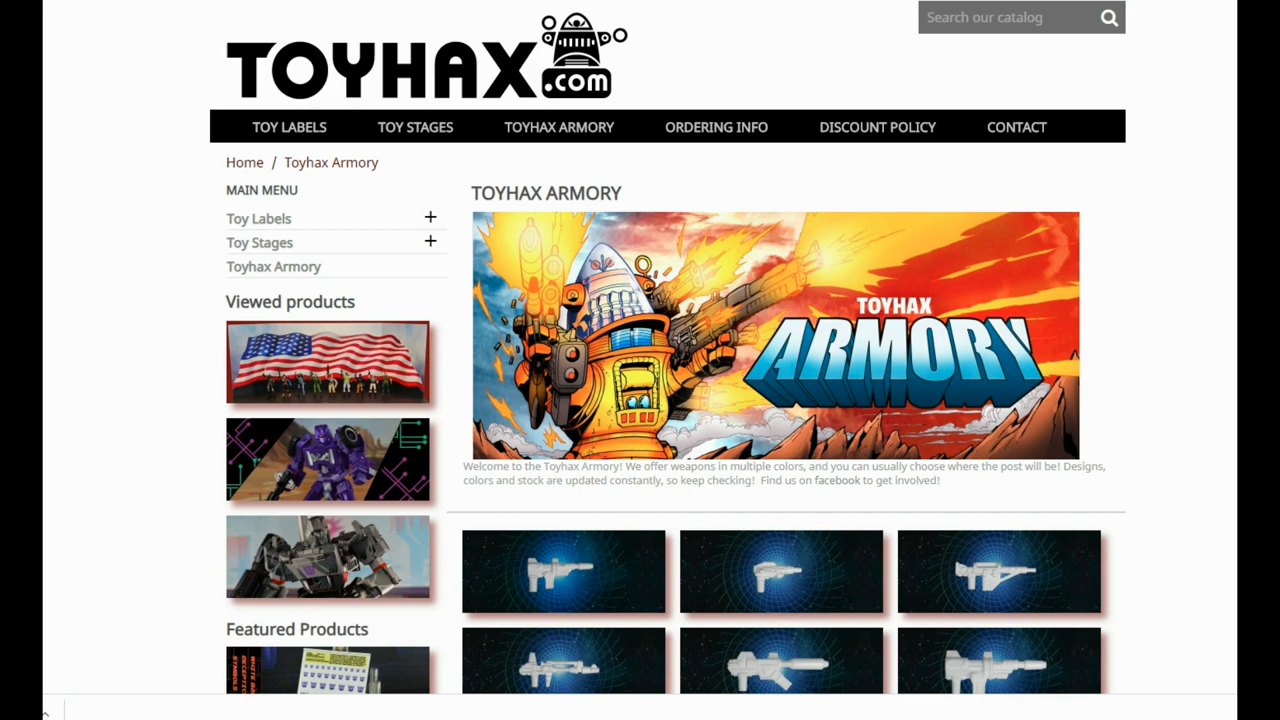 Search our catalog
TOYHAX.com
TOY LABELS
TOY STAGES
TOYHAX ARMORY
ORDERING INFO
DISCOUNT POLICY
CONTACT
Home / Toyhax Armory
MAIN MENU
Toy Labels +
Toy Stages +
Toyhax Armory
Viewed products
Featured Products
TOYHAX ARMORY
TOYHAX
ARMORY
Welcome to the Toyhax Armory! We offer weapons in multiple colors, and you can usually choose where the post will be! Designs,
colors and stock are updated constantly, so keep checking! Find us on facebook to get involved!